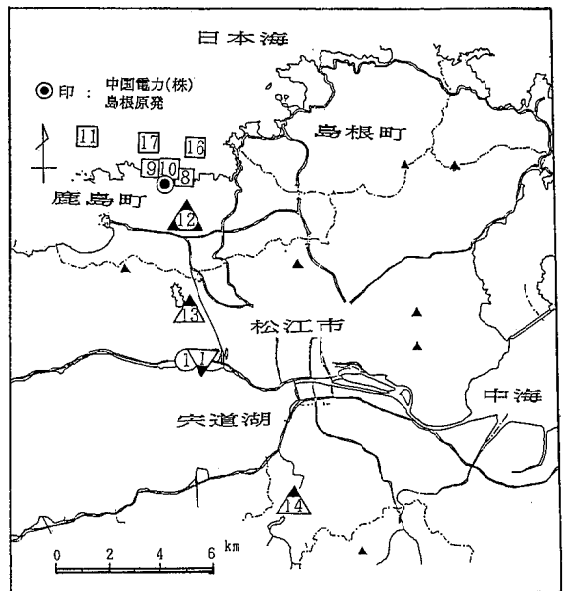 日本海
◉印 : 中国電力(株)
島根原発
島根町
11
17
16
9
10
8
鹿島町
12
13
松江市
1
1
中海
宍道湖
14
0 2 4 6 km